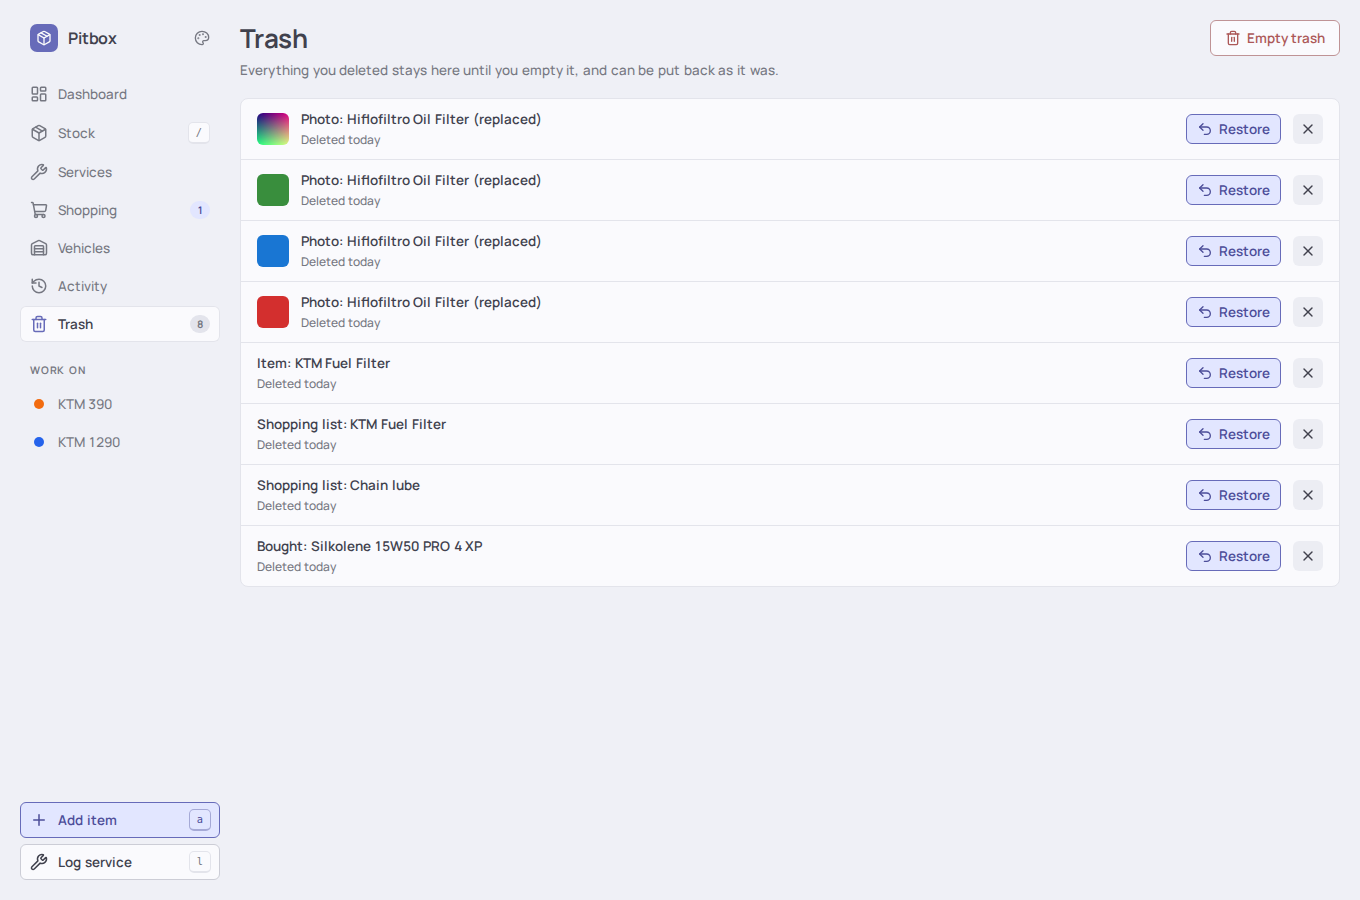 Pitbox
Dashboard
Stock /
Services
Shopping 1
Vehicles
Activity
Trash 8
WORK ON
KTM 390
KTM 1290
Add item a
Log service l
Trash
Empty trash
Everything you deleted stays here until you empty it, and can be put back as it was.
Photo: Hiflofiltro Oil Filter (replaced)
Deleted today
Restore
Photo: Hiflofiltro Oil Filter (replaced)
Deleted today
Restore
Photo: Hiflofiltro Oil Filter (replaced)
Deleted today
Restore
Photo: Hiflofiltro Oil Filter (replaced)
Deleted today
Restore
Item: KTM Fuel Filter
Deleted today
Restore
Shopping list: KTM Fuel Filter
Deleted today
Restore
Shopping list: Chain lube
Deleted today
Restore
Bought: Silkolene 15W50 PRO 4 XP
Deleted today
Restore